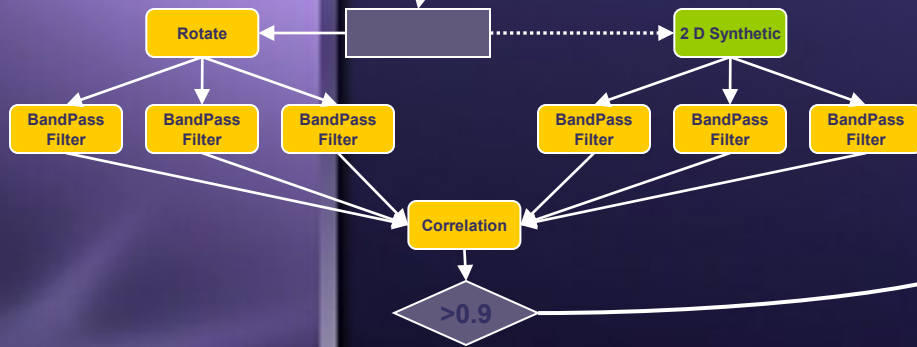 Rotate
2 D Synthetic
BandPass
Filter
BandPass
Filter
BandPass
Filter
BandPass
Filter
BandPass
Filter
BandPass
Filter
Correlation
>0.9